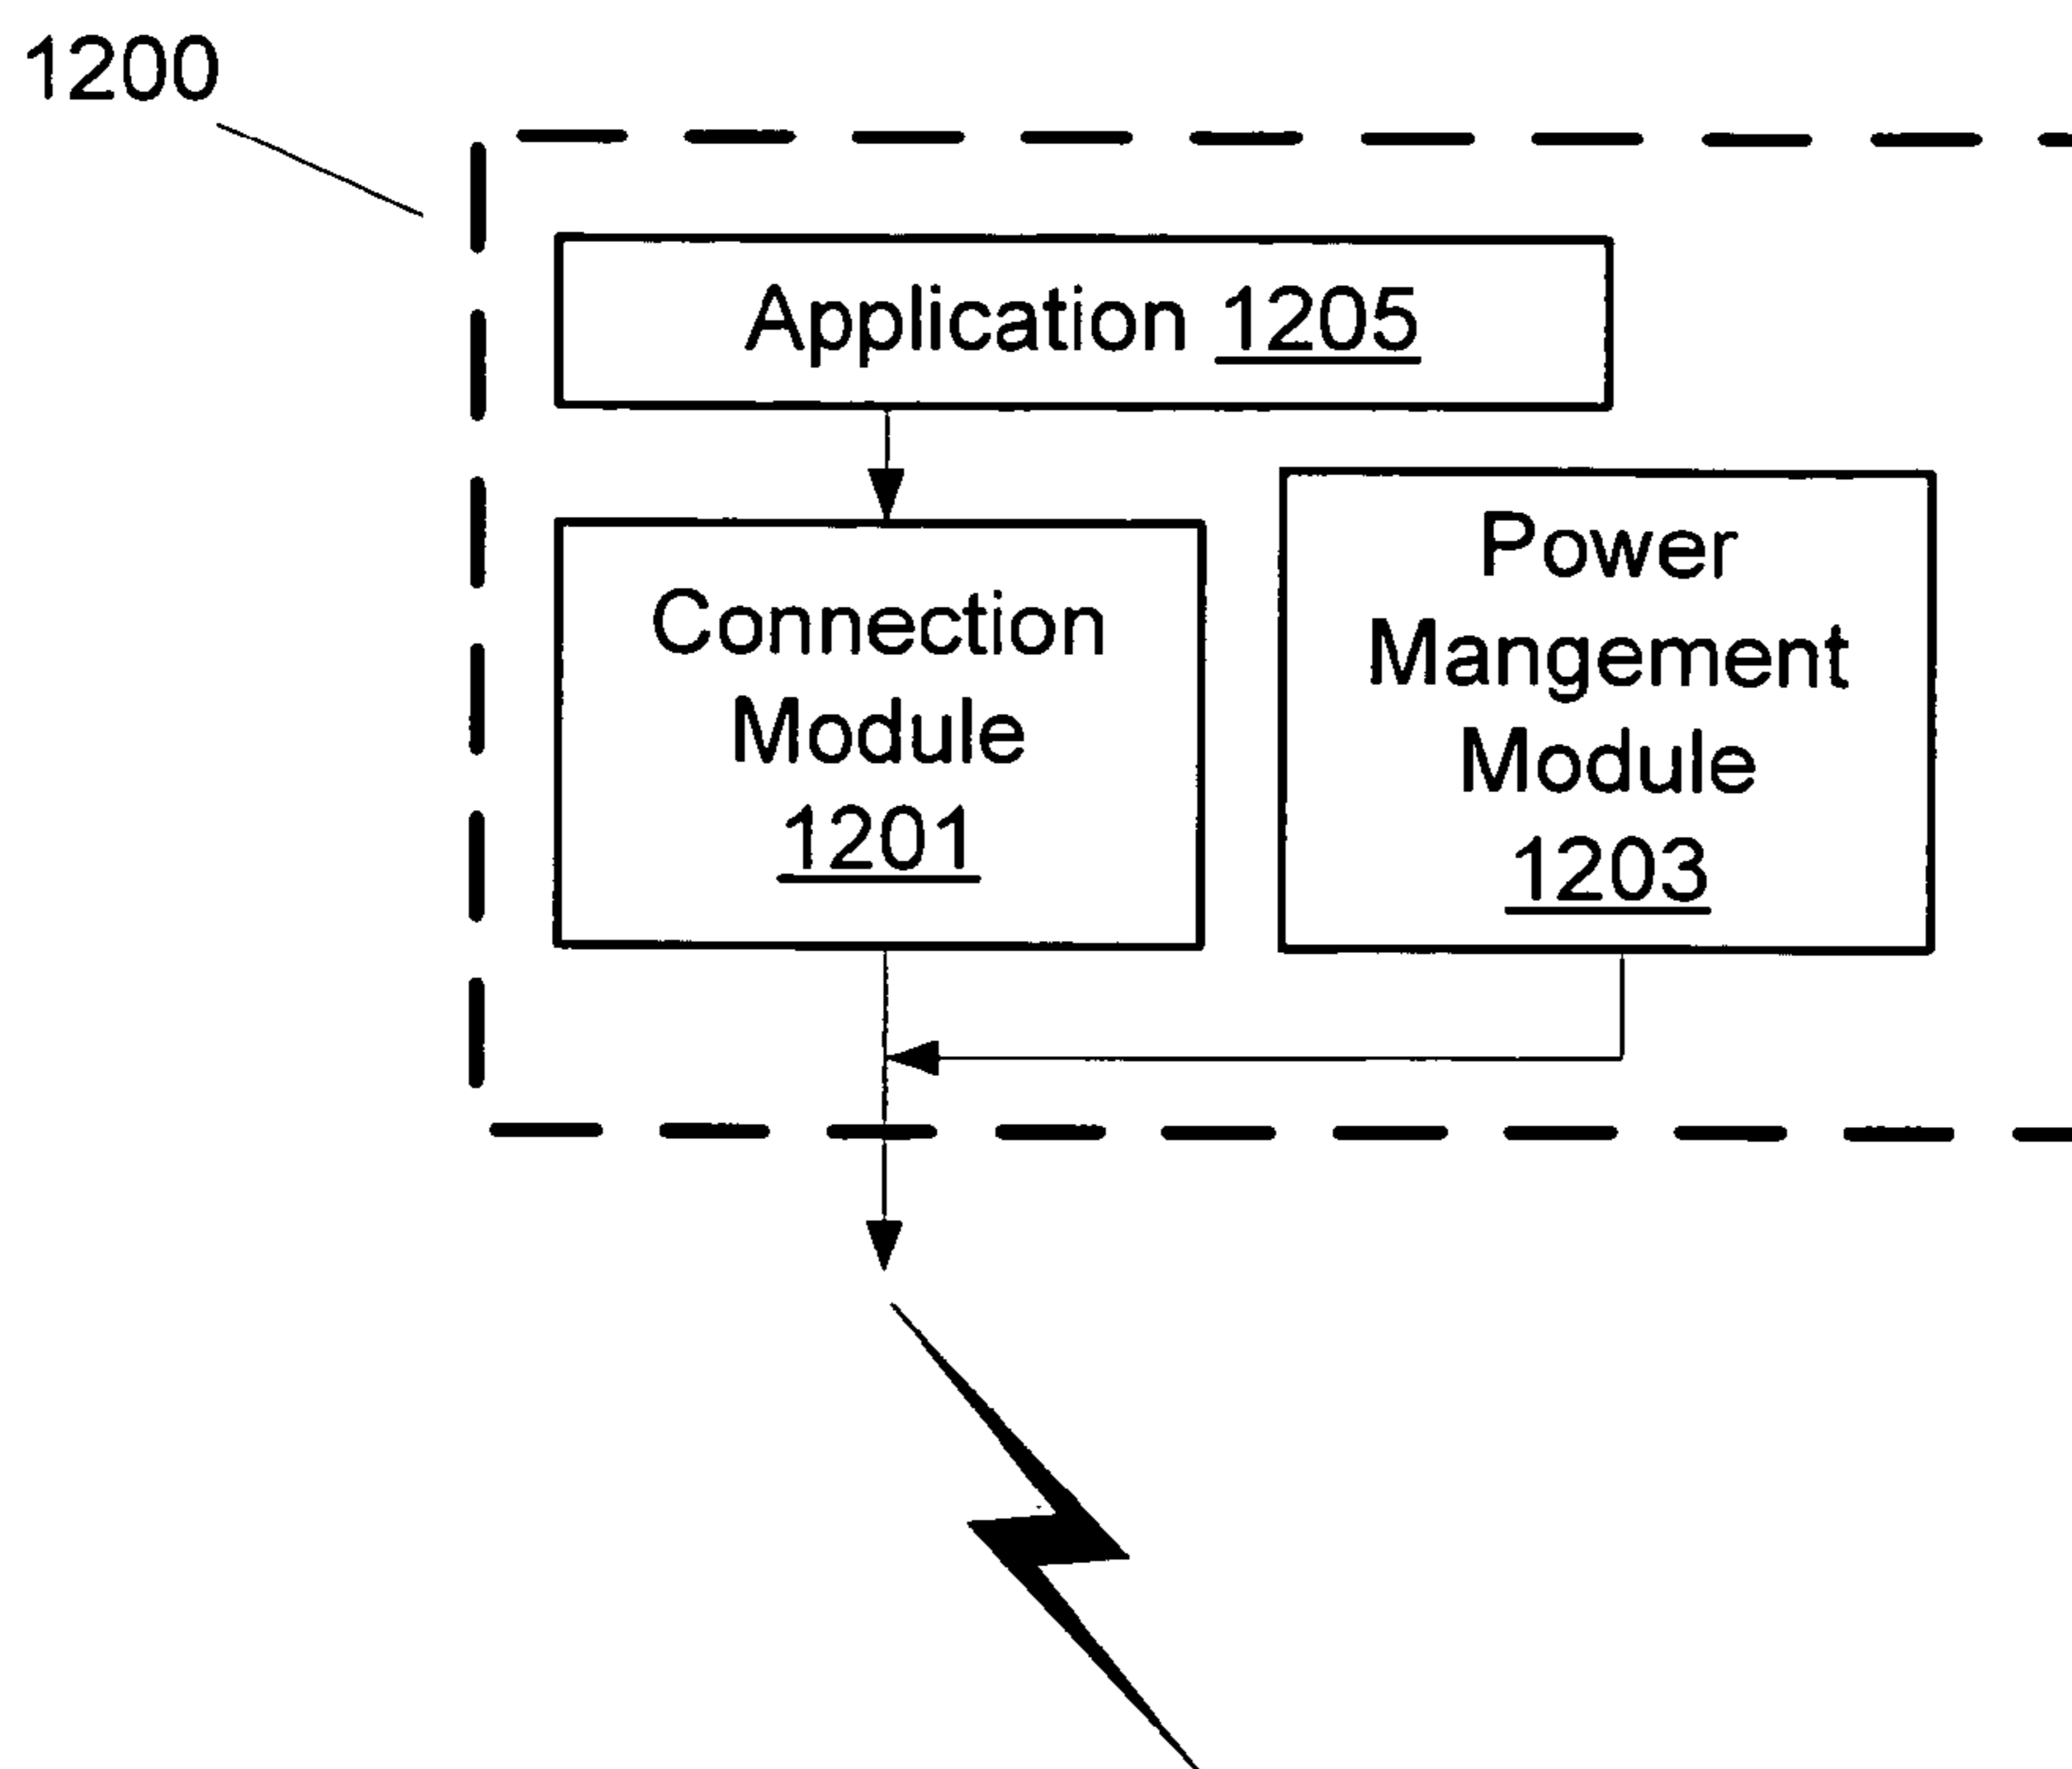 1200
Application 1205
Connection
Module
1201
Power
Mangement
Module
1203